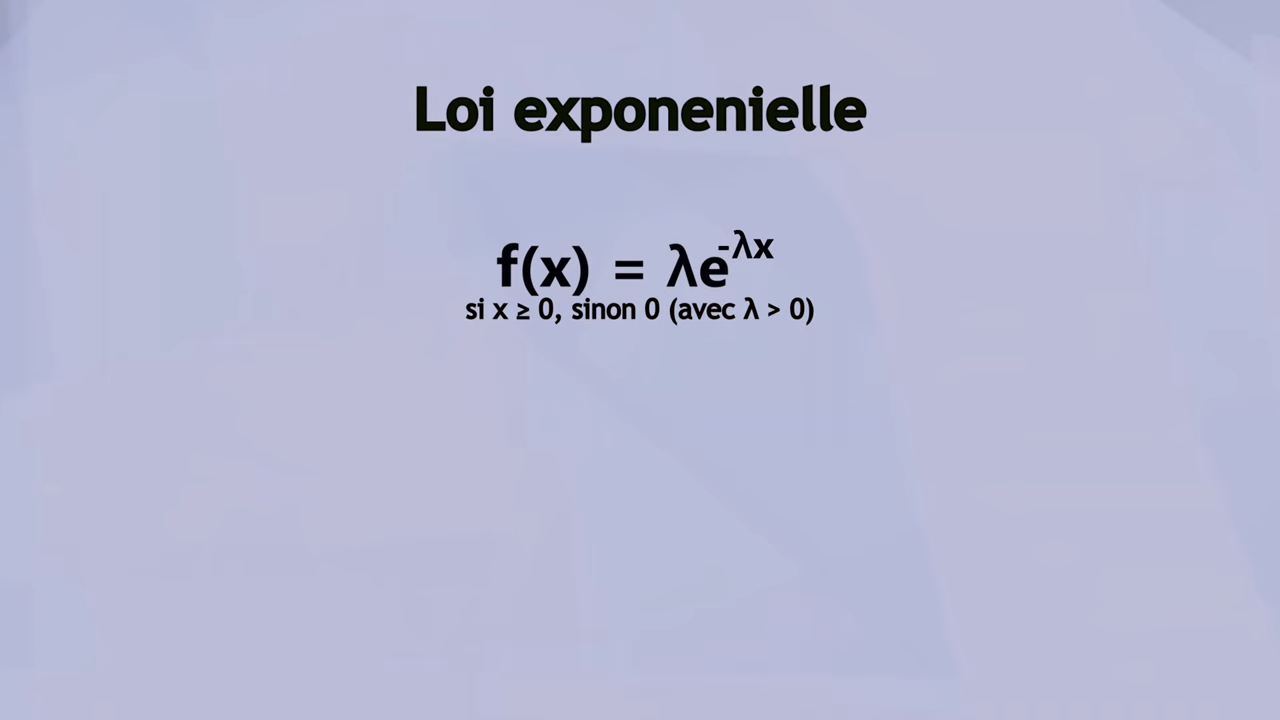 Loi exponenielle
f(x) = λe^-λx
si x ≥ 0, sinon 0 (avec λ > 0)